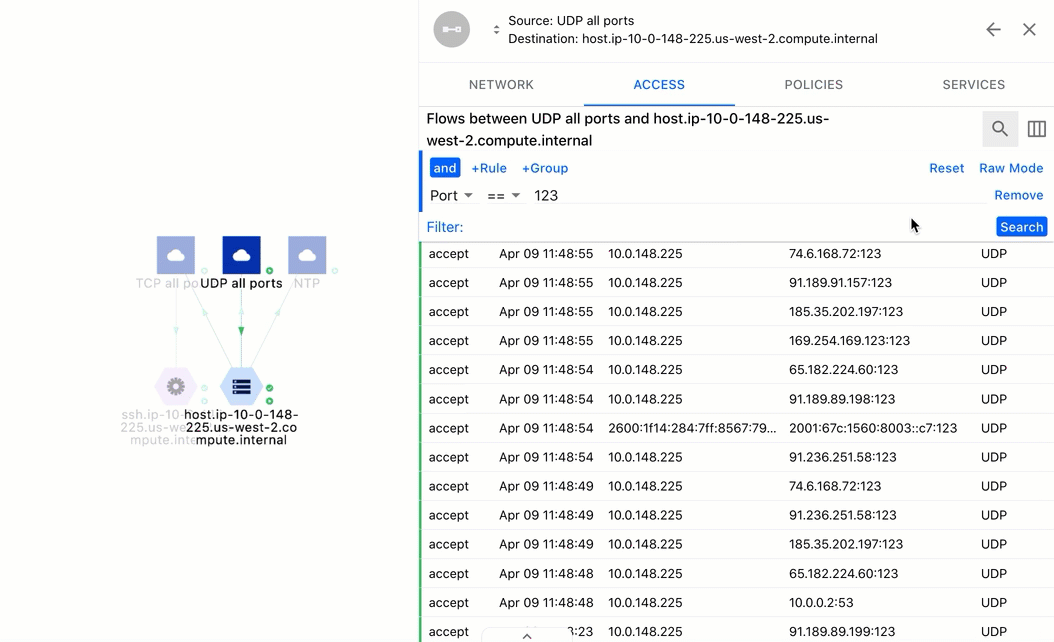 Source: UDP all ports
Destination: host.ip-10-0-148-225.us-west-2.compute.internal
NETWORK ACCESS POLICIES SERVICES
Flows between UDP all ports and host.ip-10-0-148-225.us-
west-2.compute.internal
and +Rule +Group Reset Raw Mode
Port == 123 Remove
Filter: Search
accept Apr 09 11:48:55 10.0.148.225 74.6.168.72:123 UDP
accept Apr 09 11:48:55 10.0.148.225 91.189.91.157:123 UDP
accept Apr 09 11:48:55 10.0.148.225 185.35.202.197:123 UDP
accept Apr 09 11:48:55 10.0.148.225 169.254.169.123:123 UDP
accept Apr 09 11:48:54 10.0.148.225 65.182.224.60:123 UDP
accept Apr 09 11:48:54 10.0.148.225 91.189.89.198:123 UDP
accept Apr 09 11:48:54 2600:1f14:284:7ff:8567:79... 2001:67c:1560:8003::c7:123 UDP
accept Apr 09 11:48:54 10.0.148.225 91.236.251.58:123 UDP
accept Apr 09 11:48:49 10.0.148.225 74.6.168.72:123 UDP
accept Apr 09 11:48:49 10.0.148.225 91.236.251.58:123 UDP
accept Apr 09 11:48:49 10.0.148.225 185.35.202.197:123 UDP
accept Apr 09 11:48:48 10.0.148.225 65.182.224.60:123 UDP
accept Apr 09 11:48:48 10.0.148.225 10.0.0.2:53 UDP
accept :23 10.0.148.225 91.189.89.199:123 UDP
TCP all po UDP all ports NTP
ssh.ip-10- host.ip-10-0-148-
225.us-we 225.us-west-2.co
mpute.inte mpute.internal